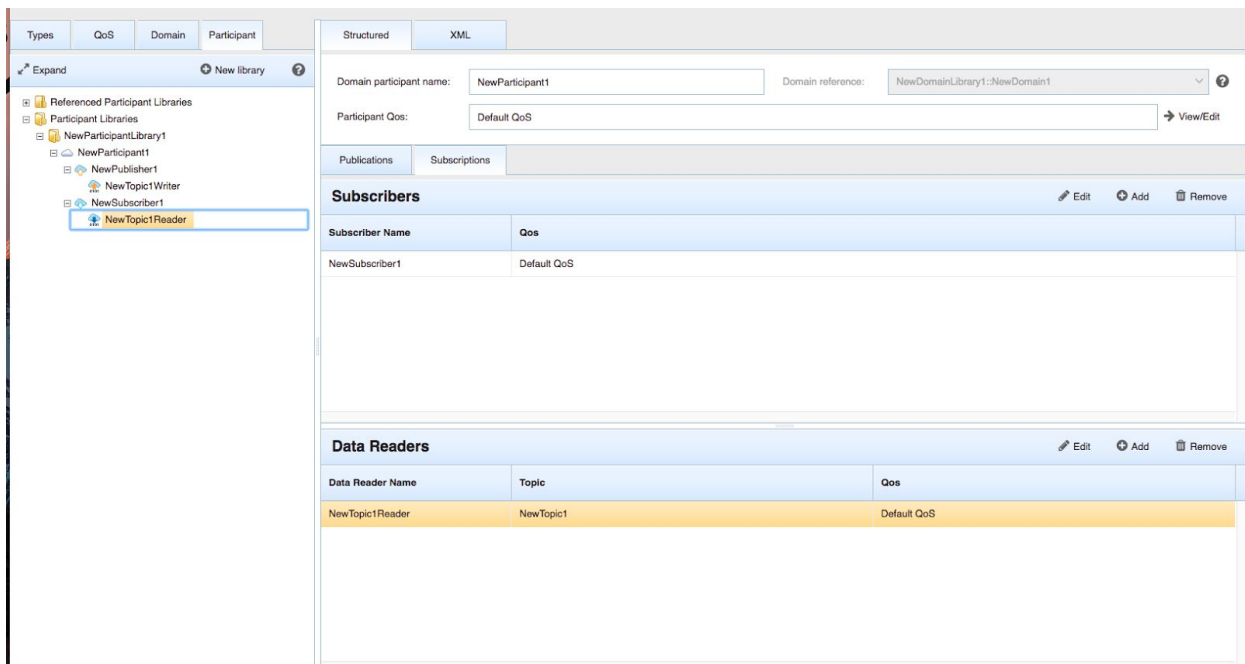 Types QoS Domain Participant
Expand New library
Referenced Participant Libraries
Participant Libraries
NewParticipantLibrary1
NewParticipant1
NewPublisher1
NewTopic1Writer
NewSubscriber1
NewTopic1Reader
Structured XML
Domain participant name: NewParticipant1 Domain reference: NewDomainLibrary1::NewDomain1
Participant Qos: Default QoS View/Edit
Publications Subscriptions
Subscribers Edit Add Remove
Subscriber Name Qos
NewSubscriber1 Default QoS
Data Readers Edit Add Remove
Data Reader Name Topic Qos
NewTopic1Reader NewTopic1 Default QoS